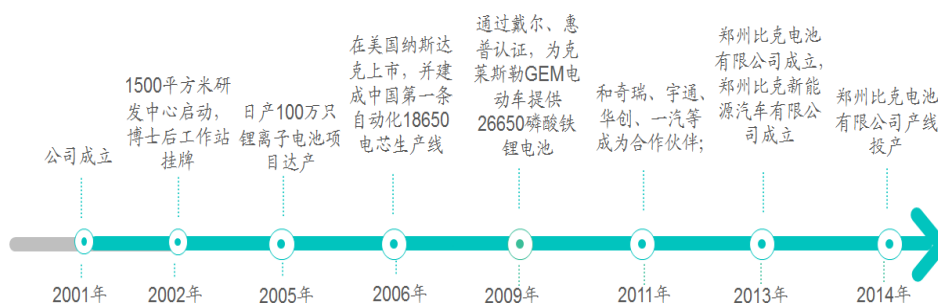 公司成立
1500平方米研
发中心启动，
博士后工作站
挂牌
日产100万只
锂离子电池项
目达产
在美国纳斯达
克上市，并建
成中国第一条
自动化18650
电芯生产线
通过戴尔、惠
普认证，为克
莱斯勒GEM电
动车提供
26650磷酸铁
锂电池
和奇瑞、宇通、
华创、一汽等
成为合作伙伴;
郑州比克电池
有限公司成立,
郑州比克新能
源汽车有限公
司成立
郑州比克电池
有限公司产线
投产
2001年
2002年
2005年
2006年
2009年
2011年
2013年
2014年